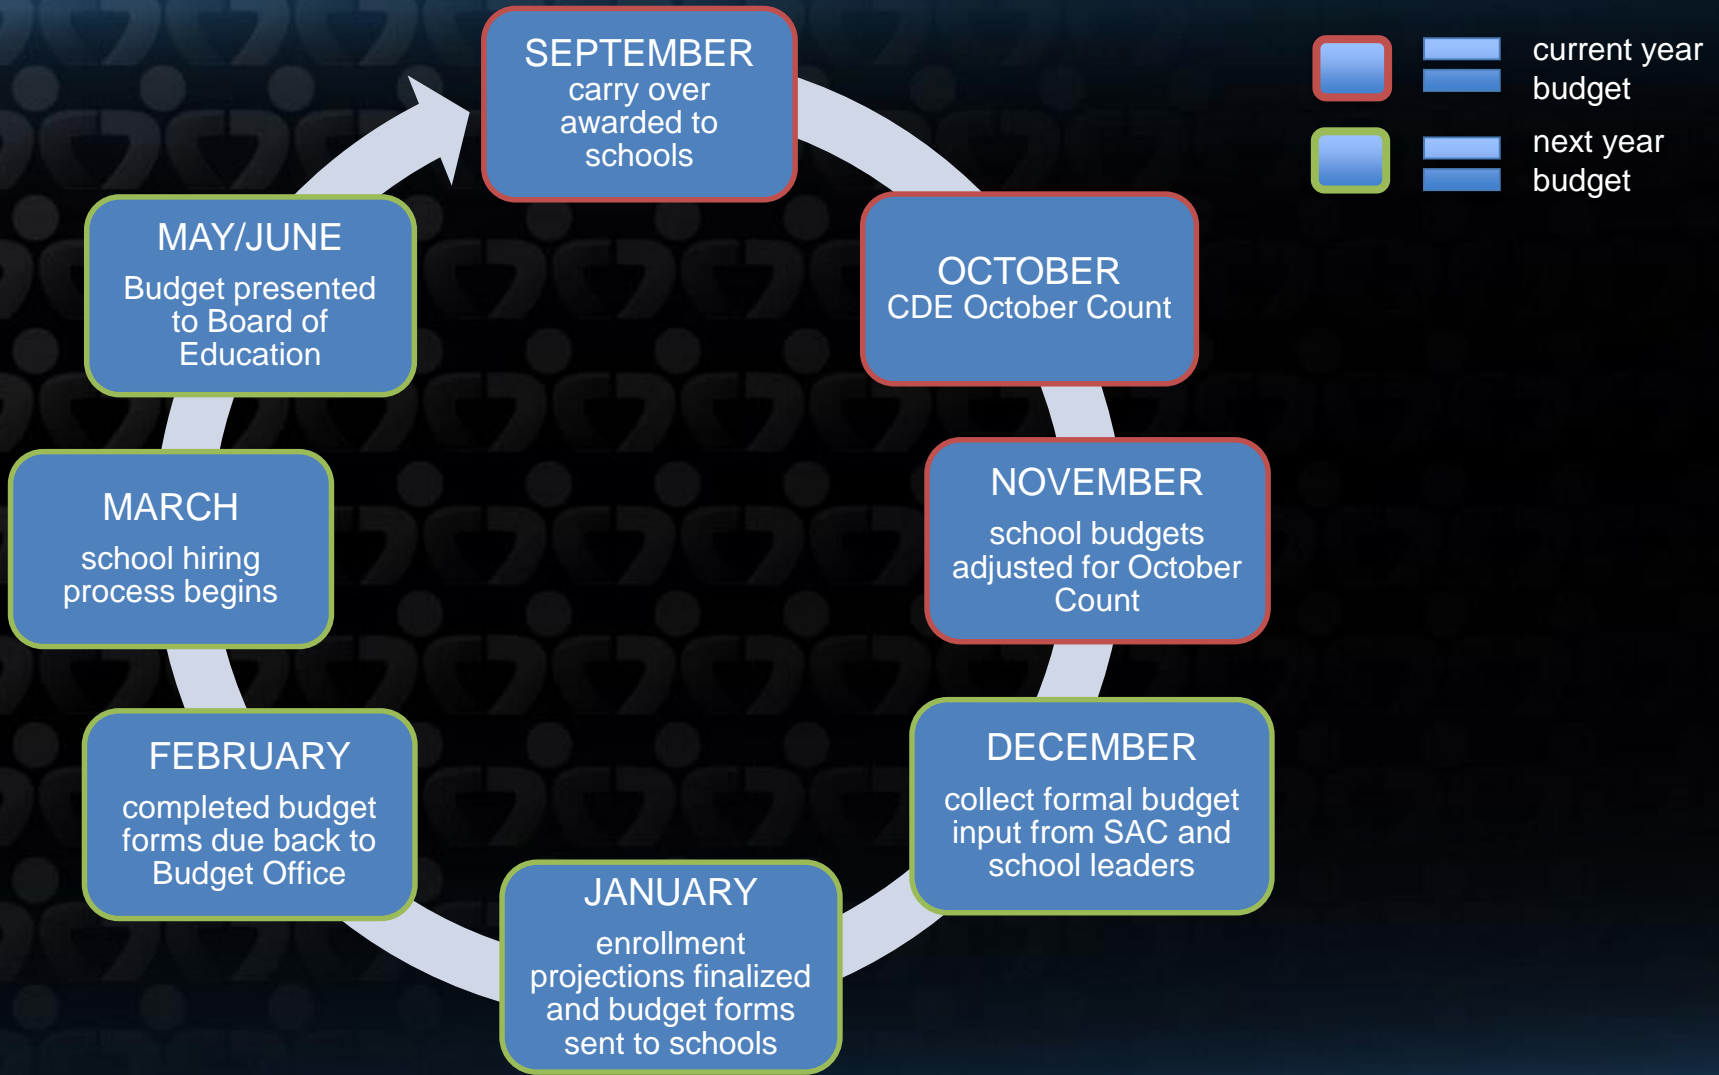 SEPTEMBER
carry over
awarded to
schools
current year
budget
next year
budget
OCTOBER
CDE October Count
NOVEMBER
school budgets
adjusted for October
Count
DECEMBER
collect formal budget
input from SAC and
school leaders
JANUARY
enrollment
projections finalized
and budget forms
sent to schools
FEBRUARY
completed budget
forms due back to
Budget Office
MARCH
school hiring
process begins
MAY/JUNE
Budget presented
to Board of
Education